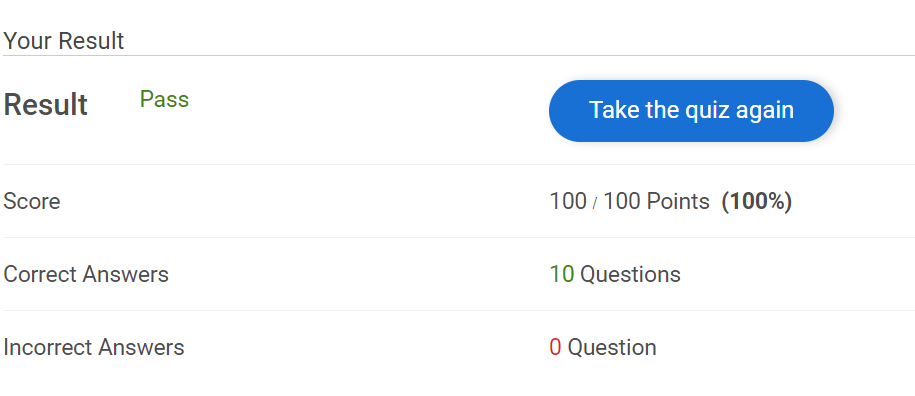 Your Result
Result Pass Take the quiz again
Score 100 / 100 Points (100%)
Correct Answers 10 Questions
Incorrect Answers 0 Question